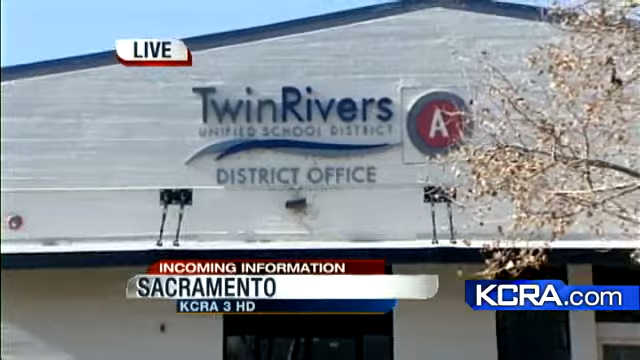 LIVE
TwinRivers
UNIFIED SCHOOL DISTRICT
A
DISTRICT OFFICE
INCOMING INFORMATION
SACRAMENTO
KCRA 3 HD
KCRA.com